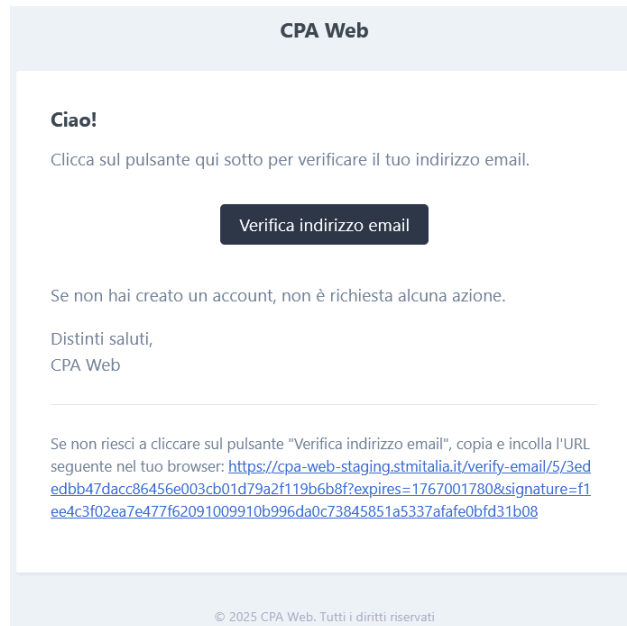 CPA Web
Ciao!
Clicca sul pulsante qui sotto per verificare il tuo indirizzo email.
Verifica indirizzo email
Se non hai creato un account, non è richiesta alcuna azione.
Distinti saluti,
CPA Web
Se non riesci a cliccare sul pulsante "Verifica indirizzo email", copia e incolla l'URL
seguente nel tuo browser: https://cpa-web-staging.stmitalia.it/verify-email/5/3ed
edbb47dacc86456e003cb01d79a2f119b6b8f?expires=1767001780&signature=f1
ee4c3f02ea7e477f62091009910b996da0c73845851a5337afafe0bfd31b08
© 2025 CPA Web. Tutti i diritti riservati